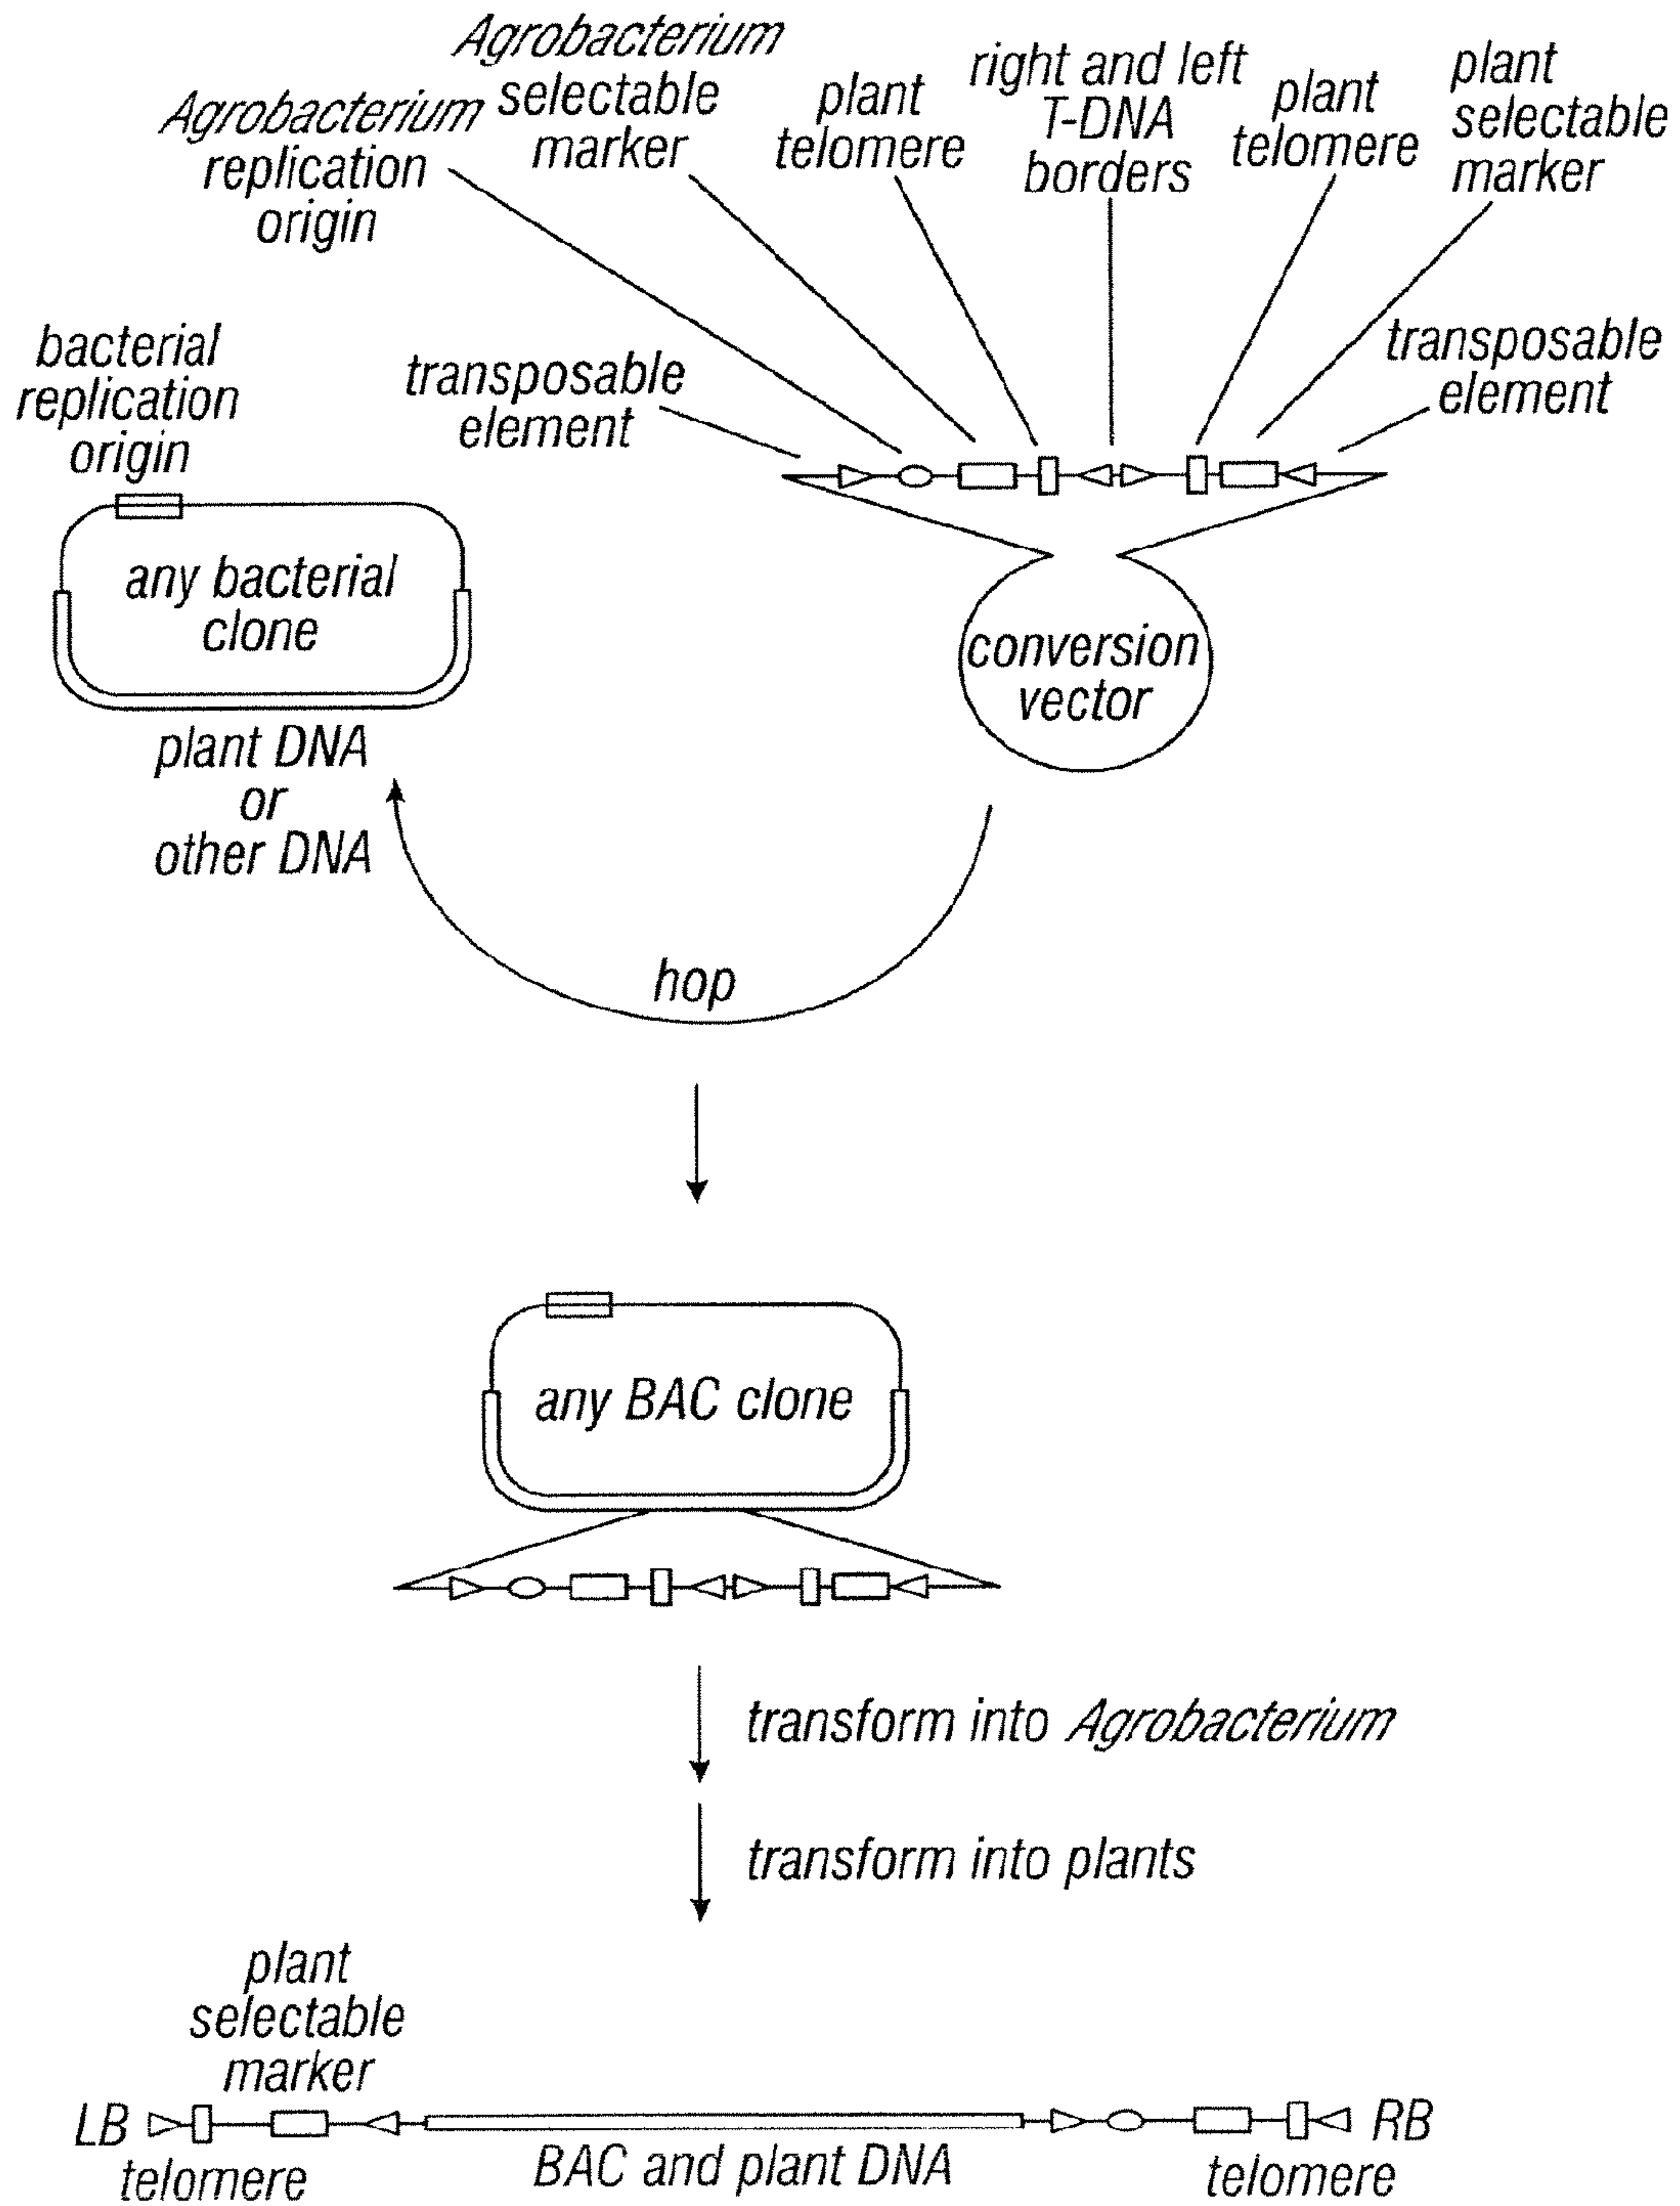 Agrobacterium
replication
origin
Agrobacterium
selectable
marker
plant
telomere
right and left
T-DNA
borders
plant
telomere
plant
selectable
marker
bacterial
replication
origin
transposable
element
transposable
element
any bacterial
clone
conversion
vector
plant DNA
or
other DNA
hop
any BAC clone
transform into Agrobacterium
transform into plants
plant
selectable
marker
LB
RB
telomere
BAC and plant DNA
telomere